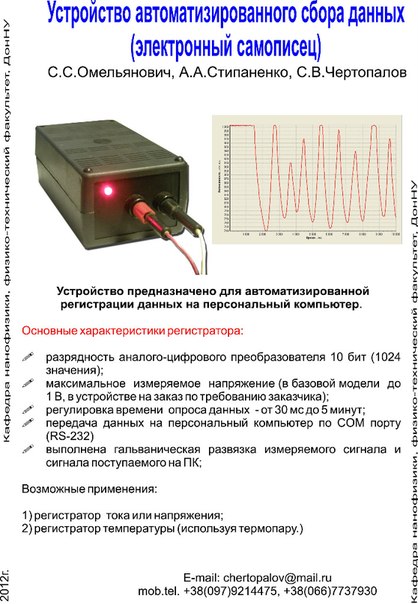 Устройство автоматизированного сбора данных
(электронный самописец)
С.С.Омельянович, А.А.Стипаненко, С.В.Чертопалов
Кафедра нанофизики, физико-технический факультет, ДонНУ
2012г.
Кафедра нанофизики, физико-технический факультет, ДонНУ
Устройство предназначено для автоматизированной
регистрации данных на персональный компьютер.
Основные характеристики регистратора:
разрядность аналого-цифрового преобразователя 10 бит (1024
значения);
максимальное измеряемое напряжение (в базовой модели до
1 В, в устройстве на заказ по требованию заказчика);
регулировка времени опроса данных - от 30 мс до 5 минут;
передача данных на персональный компьютер по COM порту
(RS-232)
выполнена гальваническая развязка измеряемого сигнала и
сигнала поступаемого на ПК;
Возможные применения:
1) регистратор тока или напряжения;
2) регистратор температуры (используя термопару.)
E-mail: chertopalov@mail.ru
mob.tel. +38(097)9214475, +38(066)7737930